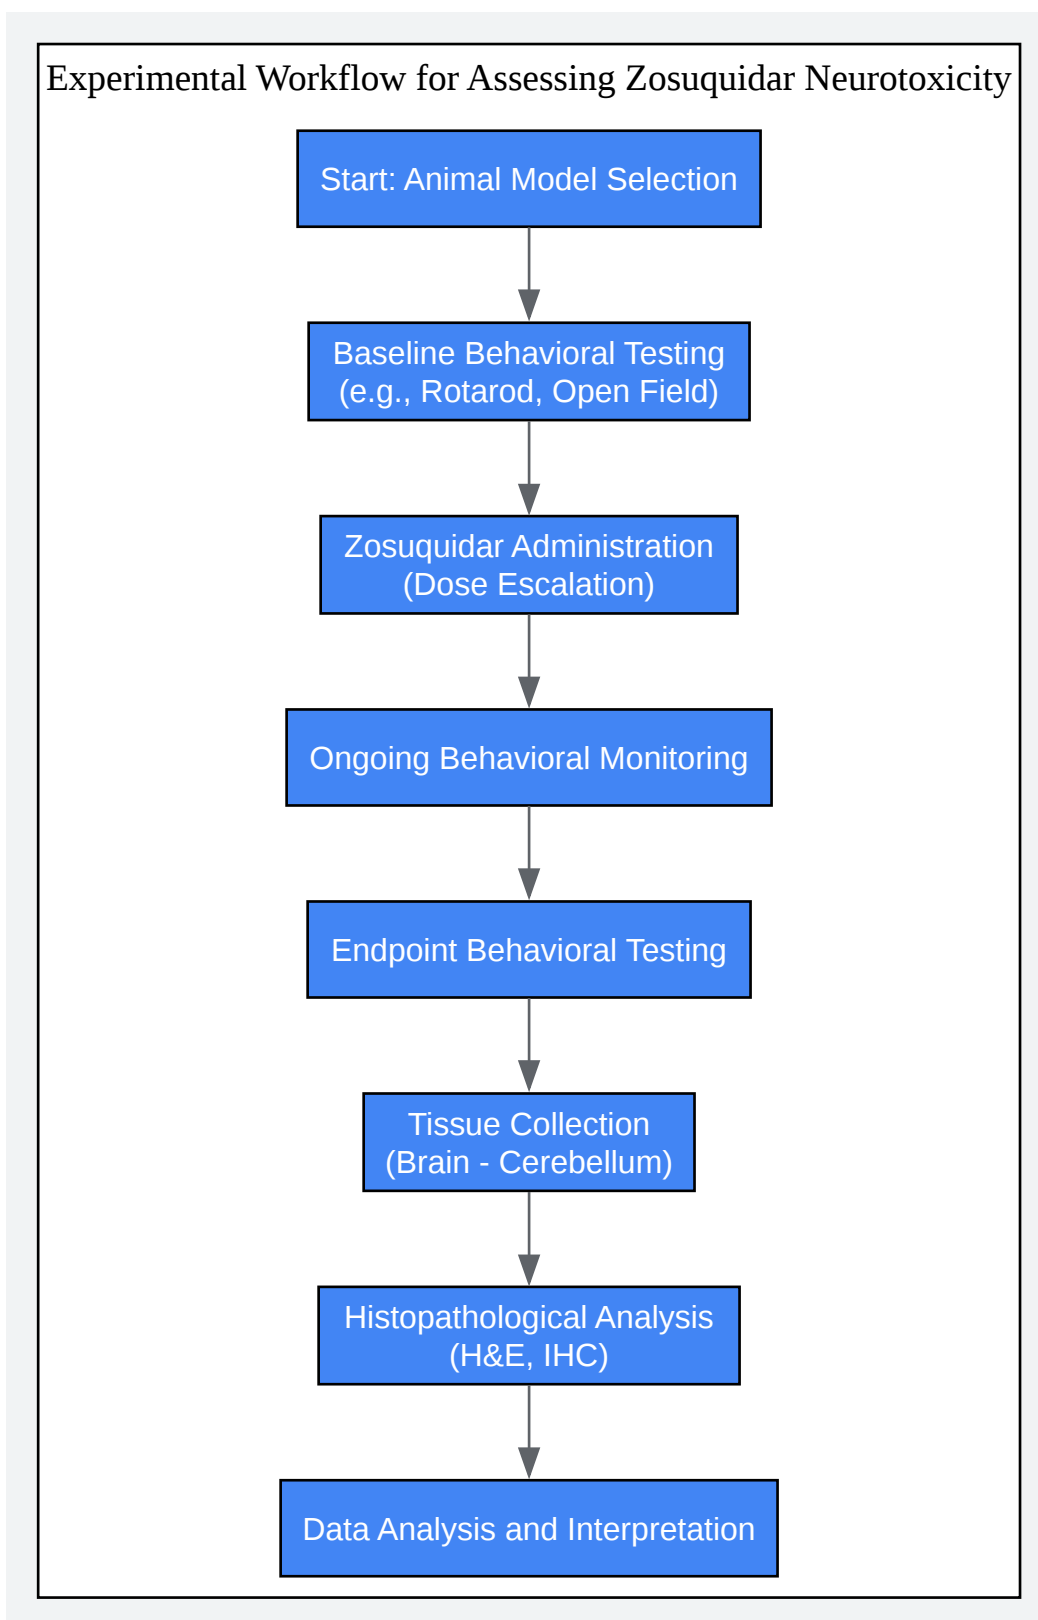 Experimental Workflow for Assessing Zosuquidar Neurotoxicity
Start: Animal Model Selection
Baseline Behavioral Testing
(e.g., Rotarod, Open Field)
Zosuquidar Administration
(Dose Escalation)
Ongoing Behavioral Monitoring
Endpoint Behavioral Testing
Tissue Collection
(Brain - Cerebellum)
Histopathological Analysis
(H&E, IHC)
Data Analysis and Interpretation